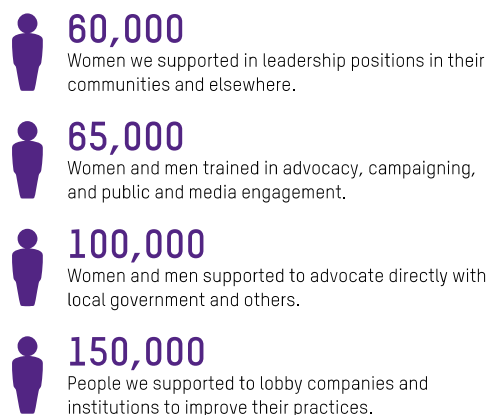 60,000
Women we supported in leadership positions in their
communities and elsewhere.
65,000
Women and men trained in advocacy, campaigning,
and public and media engagement.
100,000
Women and men supported to advocate directly with
local government and others.
150,000
People we supported to lobby companies and
institutions to improve their practices.